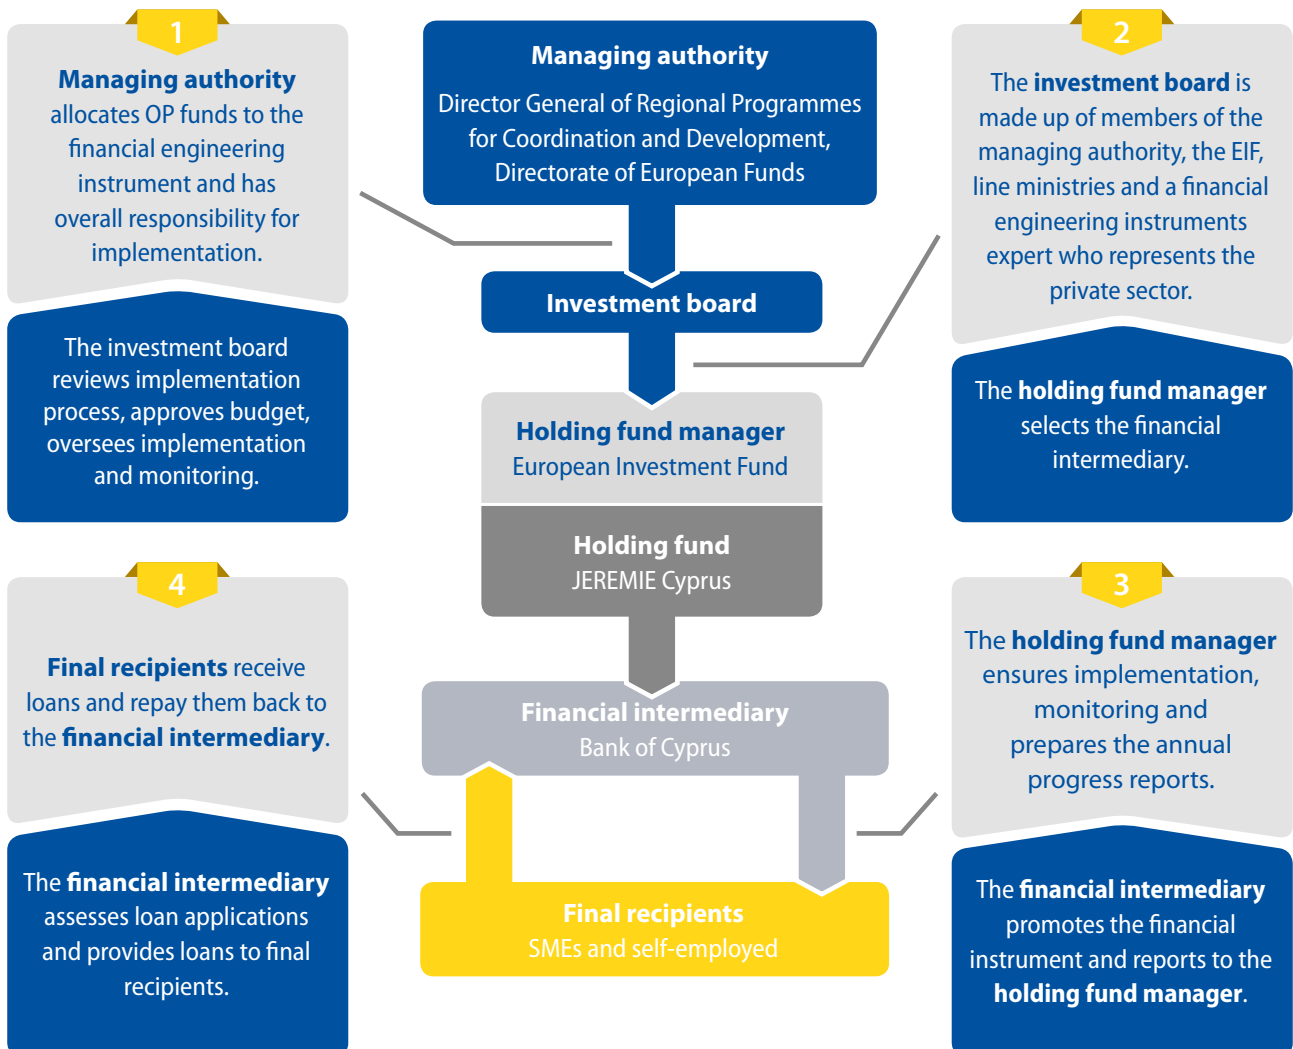 1
Managing authority
allocates OP funds to the
financial engineering
instrument and has
overall responsibility for
implementation.
The investment board
reviews implementation
process, approves budget,
oversees implementation
and monitoring.
Managing authority
Director General of Regional Programmes
for Coordination and Development,
Directorate of European Funds
Investment board
Holding fund manager
European Investment Fund
Holding fund
JEREMIE Cyprus
Financial intermediary
Bank of Cyprus
Final recipients
SMEs and self-employed
2
The investment board is
made up of members of the
managing authority, the EIF,
line ministries and a financial
engineering instruments
expert who represents the
private sector.
The holding fund manager
selects the financial
intermediary.
3
The holding fund manager
ensures implementation,
monitoring and
prepares the annual
progress reports.
The financial intermediary
promotes the financial
instrument and reports to the
holding fund manager.
4
Final recipients receive
loans and repay them back to
the financial intermediary.
The financial intermediary
assesses loan applications
and provides loans to final
recipients.